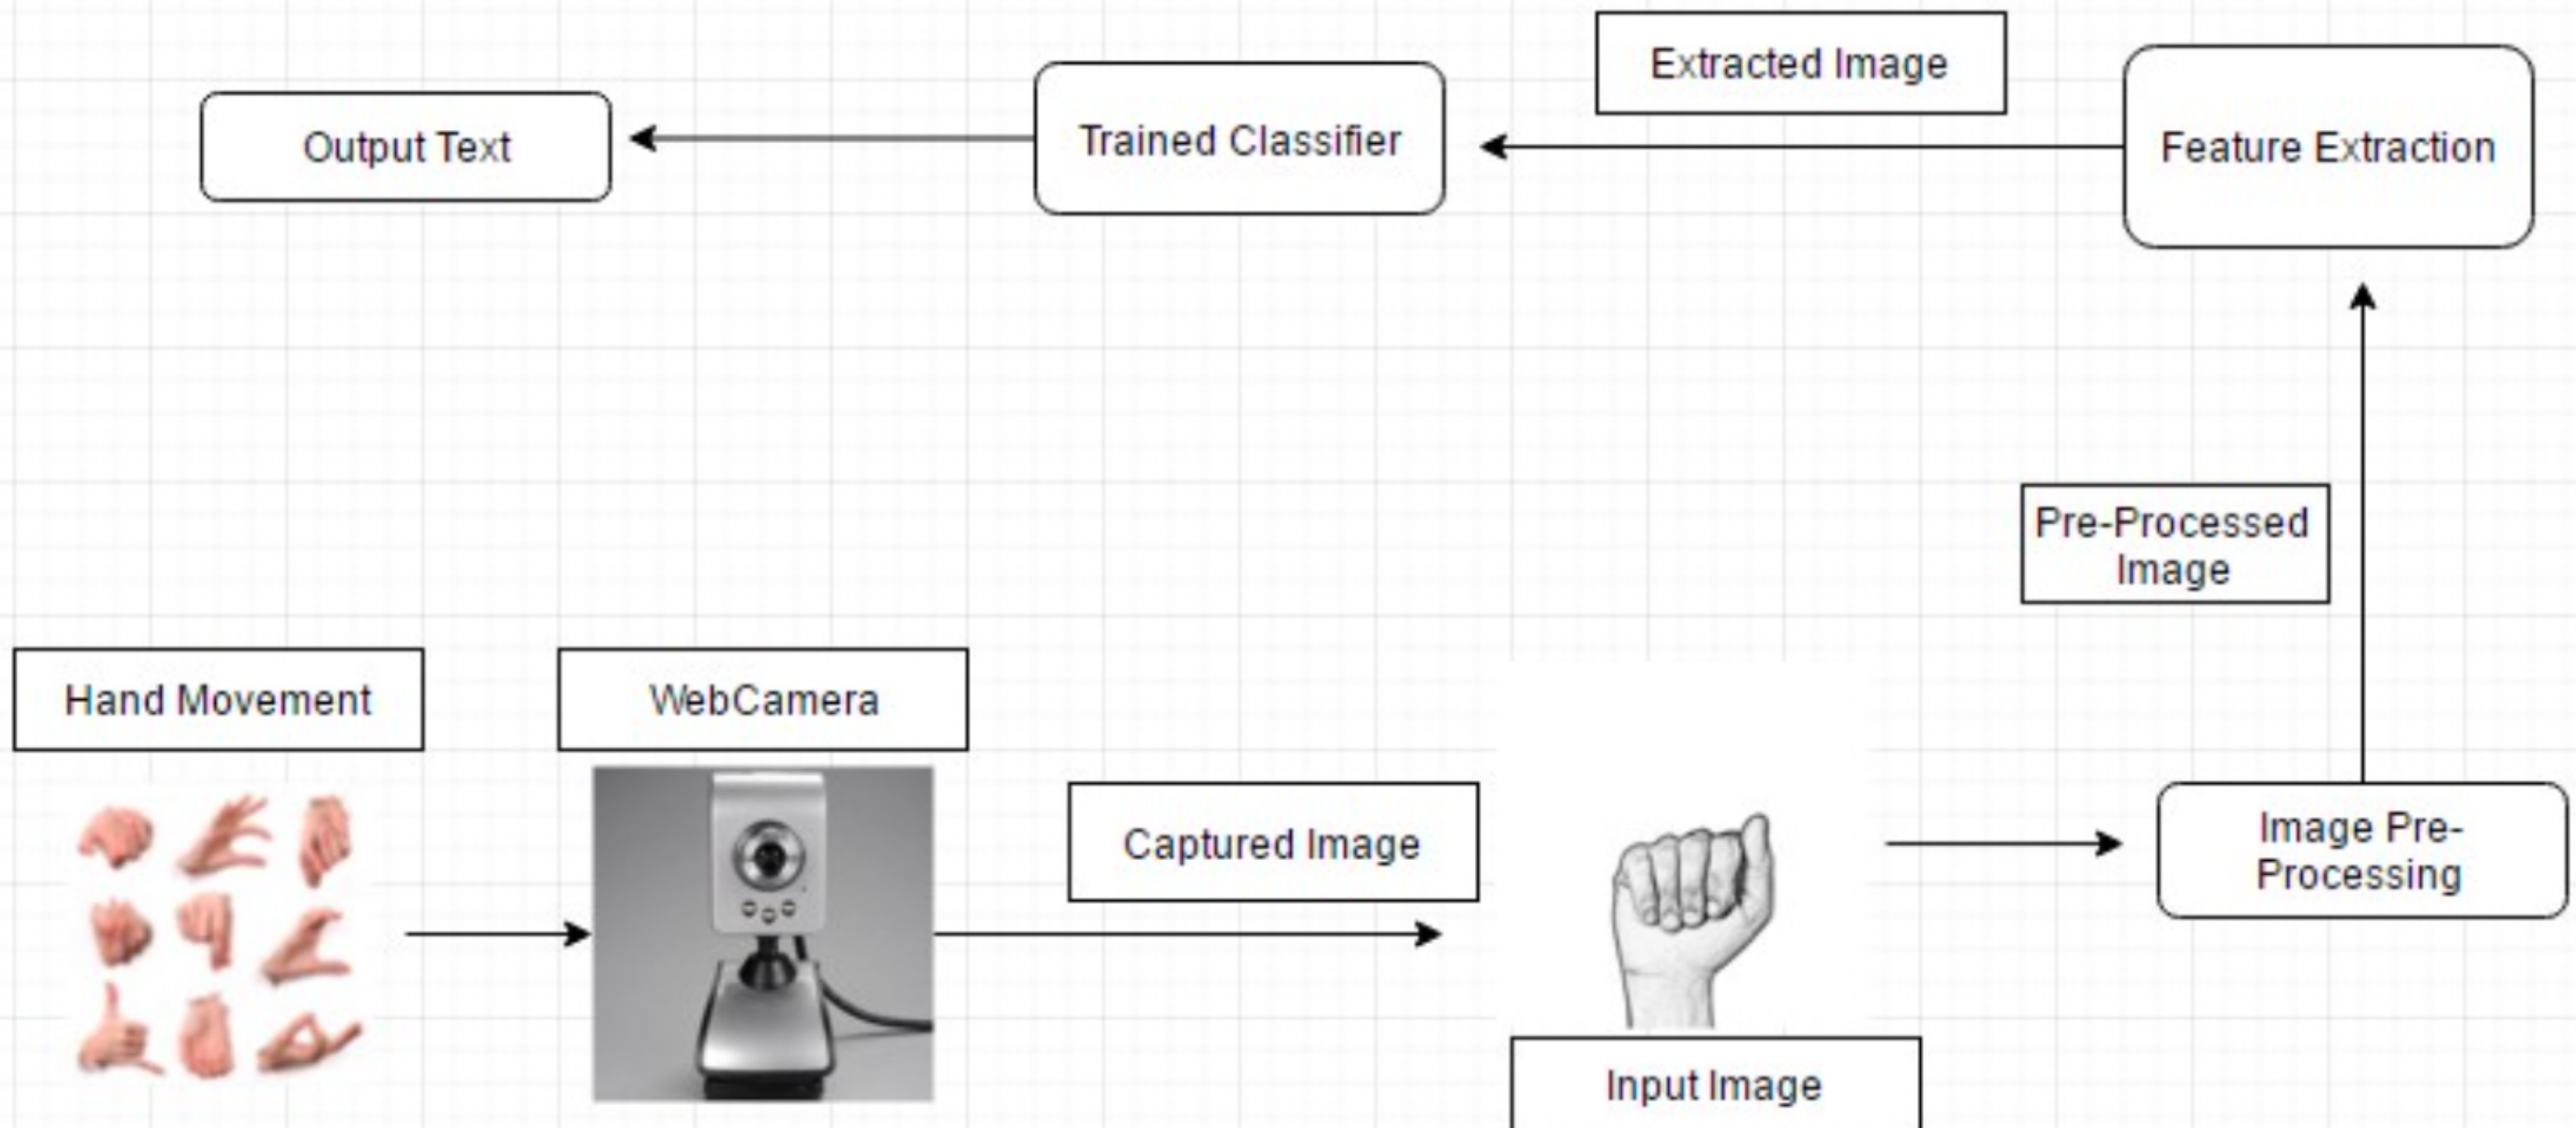 Extracted Image
Output Text
Trained Classifier
Feature Extraction
Pre-Processed
Image
Hand Movement
WebCamera
Captured Image
Image Pre-
Processing
Input Image